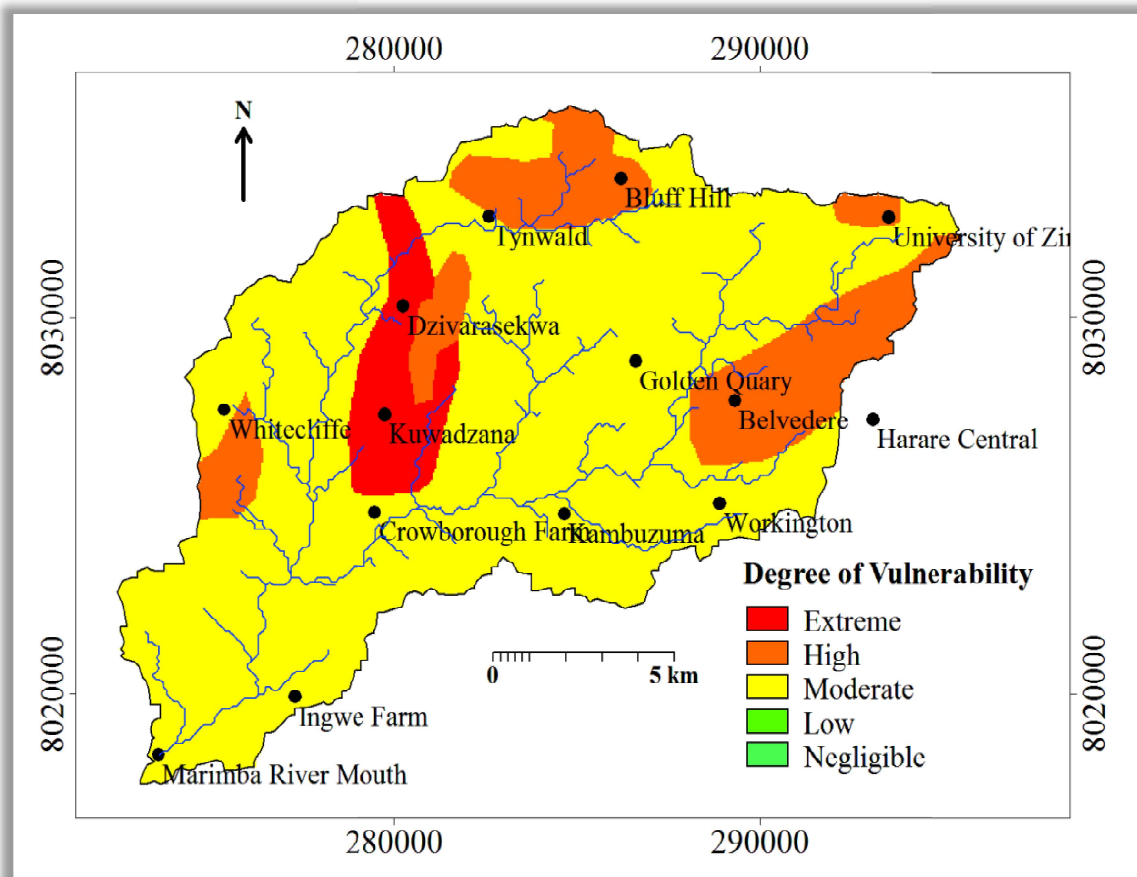 280000 290000
N
Bluff Hill
Tynwald
University of Zin
8030000 8030000
Dzivarasekwa
Golden Quary
Whitecliffe
Kuwadzana
Belvedere
Harare Central
Crowborough Farm
Kambuzuma
Workington
Degree of Vulnerability
Extreme
High
0 5 km
Moderate
8020000 8020000
Ingwe Farm
Low
Negligible
Marimba River Mouth
280000 290000